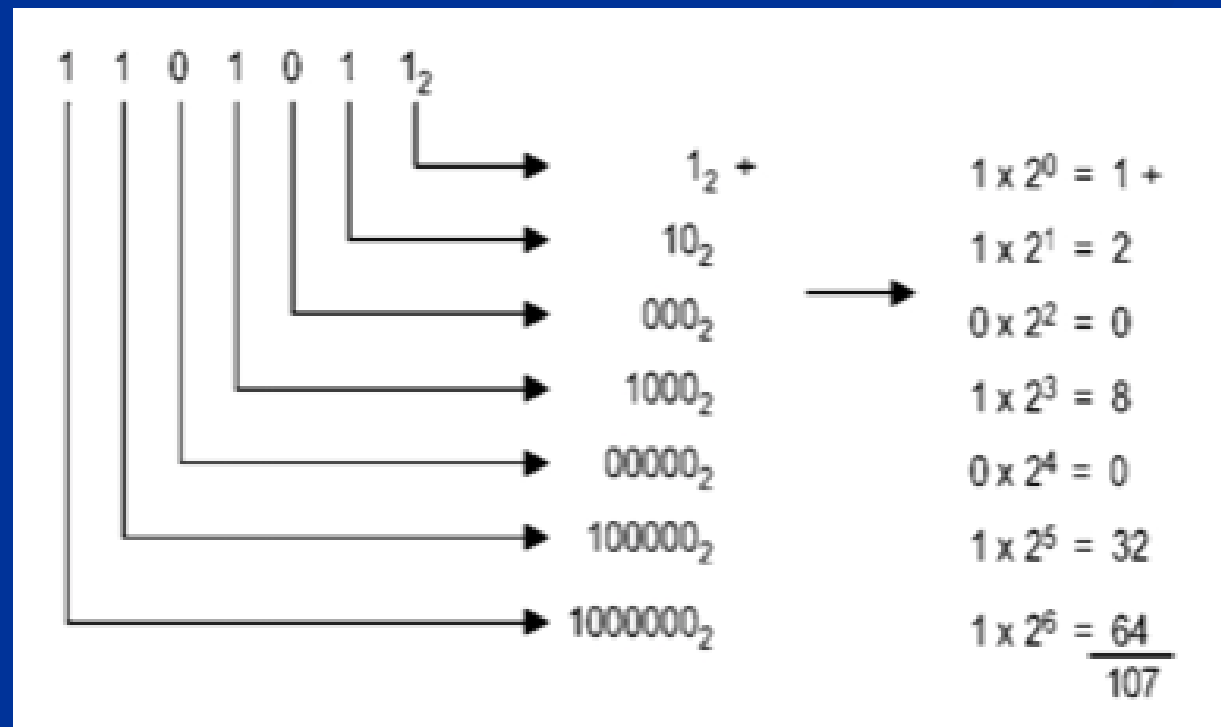 1 1 0 1 0 1 1₂
1₂ + 1 x 2⁰ = 1 +
10₂ 1 x 2¹ = 2
000₂ 0 x 2² = 0
1000₂ 1 x 2³ = 8
00000₂ 0 x 2⁴ = 0
100000₂ 1 x 2⁵ = 32
1000000₂ 1 x 2⁶ = 64
107